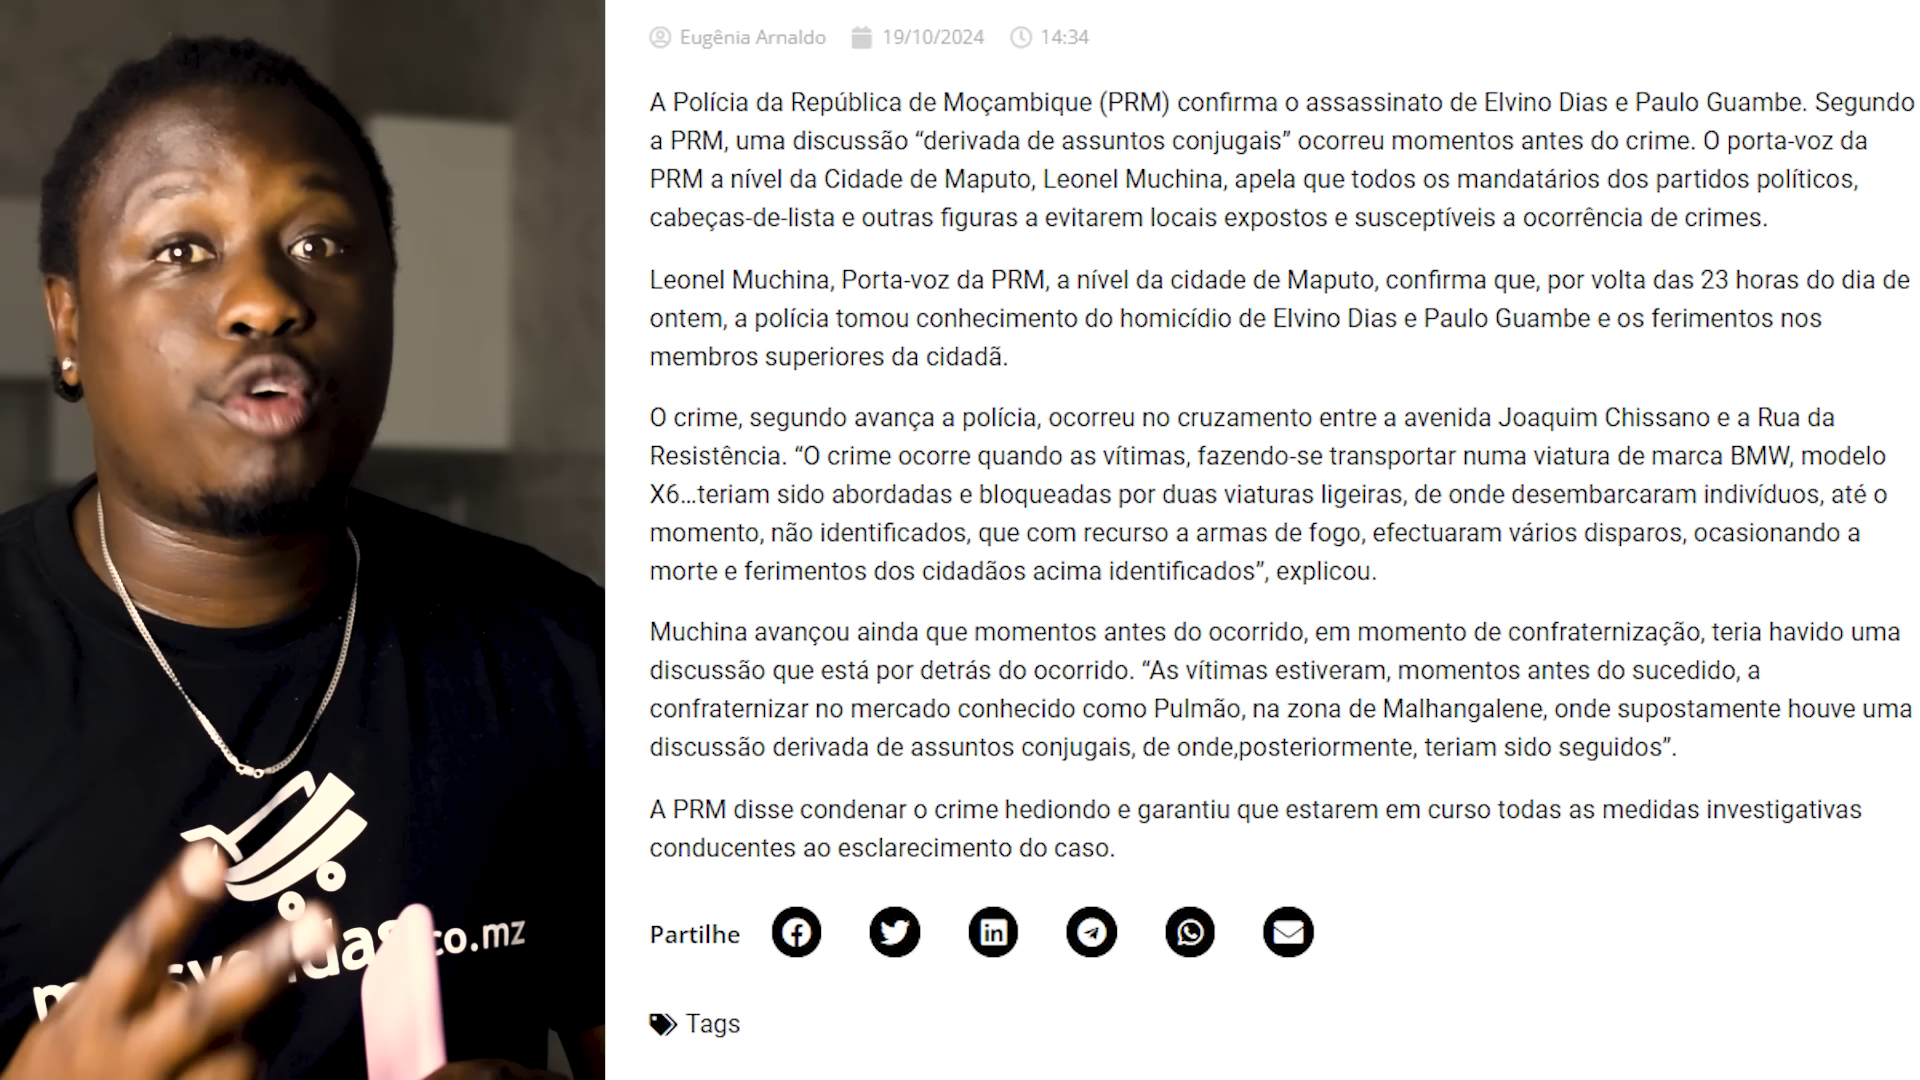 Eugênia Arnaldo 19/10/2024 14:34
A Polícia da República de Moçambique (PRM) confirma o assassinato de Elvino Dias e Paulo Guambe. Segundo
a PRM, uma discussão “derivada de assuntos conjugais” ocorreu momentos antes do crime. O porta-voz da
PRM a nível da Cidade de Maputo, Leonel Muchina, apela que todos os mandatários dos partidos políticos,
cabeças-de-lista e outras figuras a evitarem locais expostos e susceptíveis a ocorrência de crimes.
Leonel Muchina, Porta-voz da PRM, a nível da cidade de Maputo, confirma que, por volta das 23 horas do dia de
ontem, a polícia tomou conhecimento do homicídio de Elvino Dias e Paulo Guambe e os ferimentos nos
membros superiores da cidadã.
O crime, segundo avança a polícia, ocorreu no cruzamento entre a avenida Joaquim Chissano e a Rua da
Resistência. “O crime ocorre quando as vítimas, fazendo-se transportar numa viatura de marca BMW, modelo
X6...teriam sido abordadas e bloqueadas por duas viaturas ligeiras, de onde desembarcaram indivíduos, até o
momento, não identificados, que com recurso a armas de fogo, efectuaram vários disparos, ocasionando a
morte e ferimentos dos cidadãos acima identificados”, explicou.
Muchina avançou ainda que momentos antes do ocorrido, em momento de confraternização, teria havido uma
discussão que está por detrás do ocorrido. “As vítimas estiveram, momentos antes do sucedido, a
confraternizar no mercado conhecido como Pulmão, na zona de Malhangalene, onde supostamente houve uma
discussão derivada de assuntos conjugais, de onde,posteriormente, teriam sido seguidos”.
A PRM disse condenar o crime hediondo e garantiu que estarem em curso todas as medidas investigativas
conducentes ao esclarecimento do caso.
Partilhe
Tags
co.mz